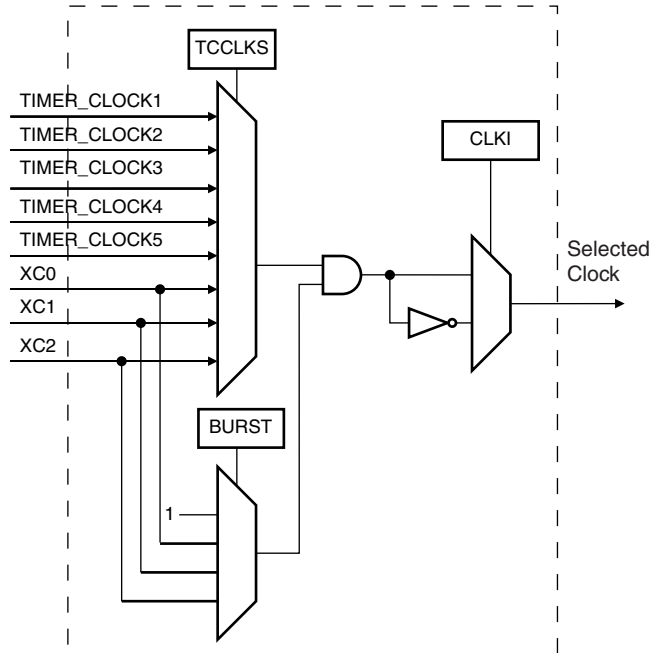 TCCLKS
TIMER_CLOCK1
TIMER_CLOCK2
TIMER_CLOCK3
TIMER_CLOCK4
TIMER_CLOCK5
XC0
XC1
XC2
CLKI
Selected
Clock
BURST
1